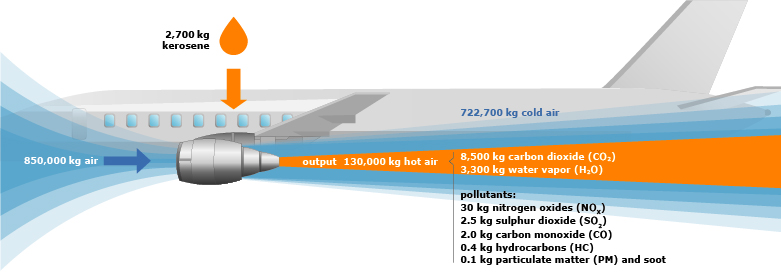 2,700 kg
kerosene
722,700 kg cold air
850,000 kg air
output 130,000 kg hot air
8,500 kg carbon dioxide (CO₂)
3,300 kg water vapor (H₂O)
pollutants:
30 kg nitrogen oxides (NOₓ)
2.5 kg sulphur dioxide (SO₂)
2.0 kg carbon monoxide (CO)
0.4 kg hydrocarbons (HC)
0.1 kg particulate matter (PM) and soot